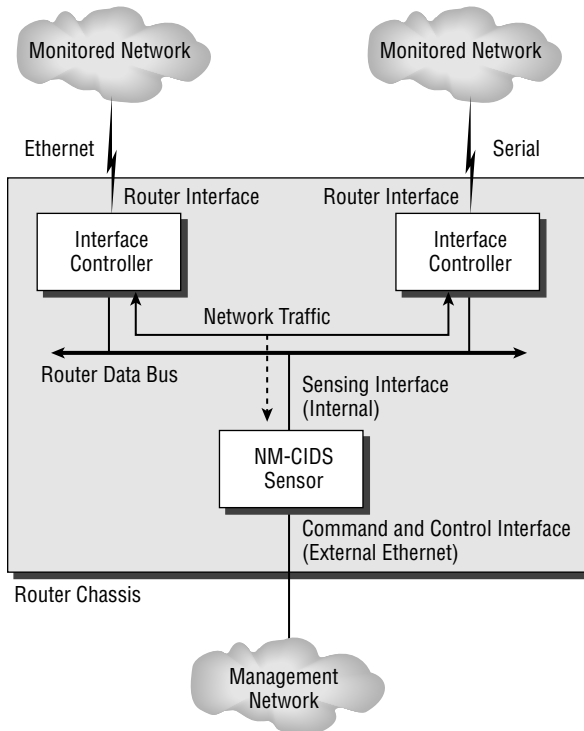 Monitored Network
Monitored Network
Ethernet
Serial
Router Interface
Router Interface
Interface
Controller
Interface
Controller
Network Traffic
Router Data Bus
Sensing Interface
(Internal)
NM-CIDS
Sensor
Command and Control Interface
(External Ethernet)
Router Chassis
Management
Network